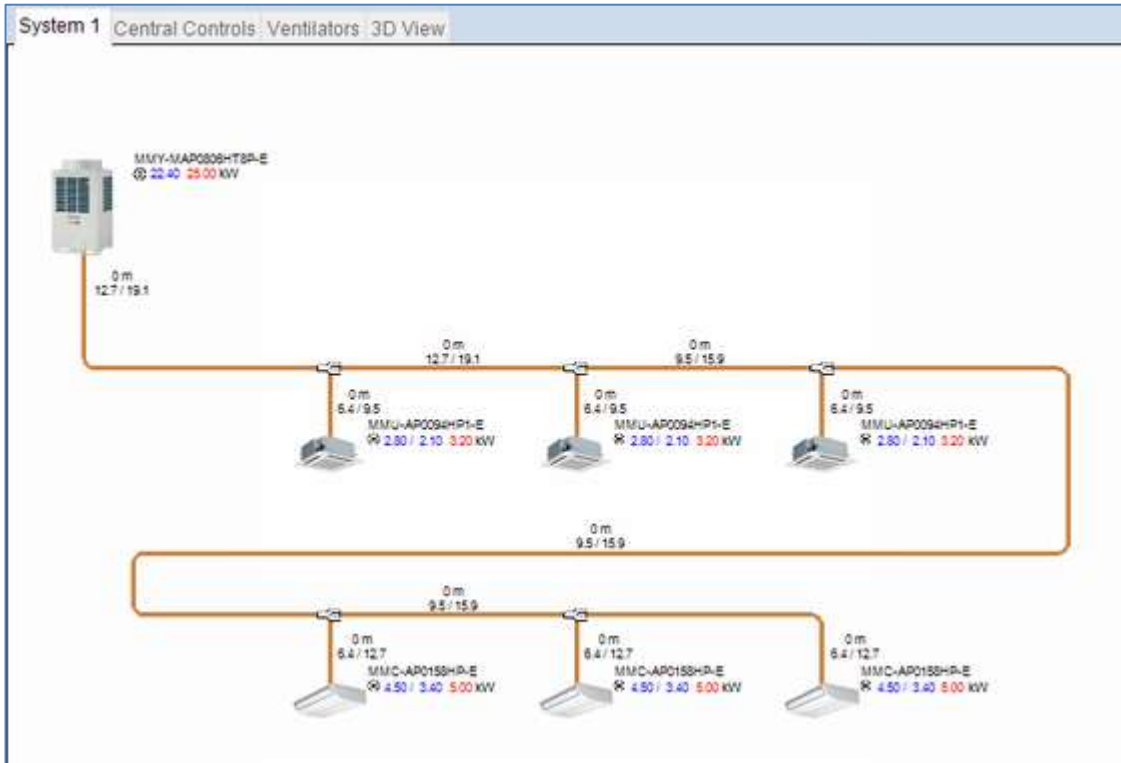 System 1 Central Controls Ventilators 3D View
MMY-MAP0806HT8P-E
22.40 25.00 kW
0 m
12.7 / 19.1
0 m
12.7 / 19.1
0 m
9.5 / 15.9
0 m
6.4 / 9.5
MMU-AP0094HP1-E
2.80 / 2.10 3.20 kW
0 m
6.4 / 9.5
MMU-AP0094HP1-E
2.80 / 2.10 3.20 kW
0 m
6.4 / 9.5
MMU-AP0094HP1-E
2.80 / 2.10 3.20 kW
0 m
9.5 / 15.9
0 m
9.5 / 15.9
0 m
6.4 / 12.7
MMC-AP0158HP-E
4.50 / 3.40 5.00 kW
0 m
6.4 / 12.7
MMC-AP0158HP-E
4.50 / 3.40 5.00 kW
0 m
6.4 / 12.7
MMC-AP0158HP-E
4.50 / 3.40 5.00 kW